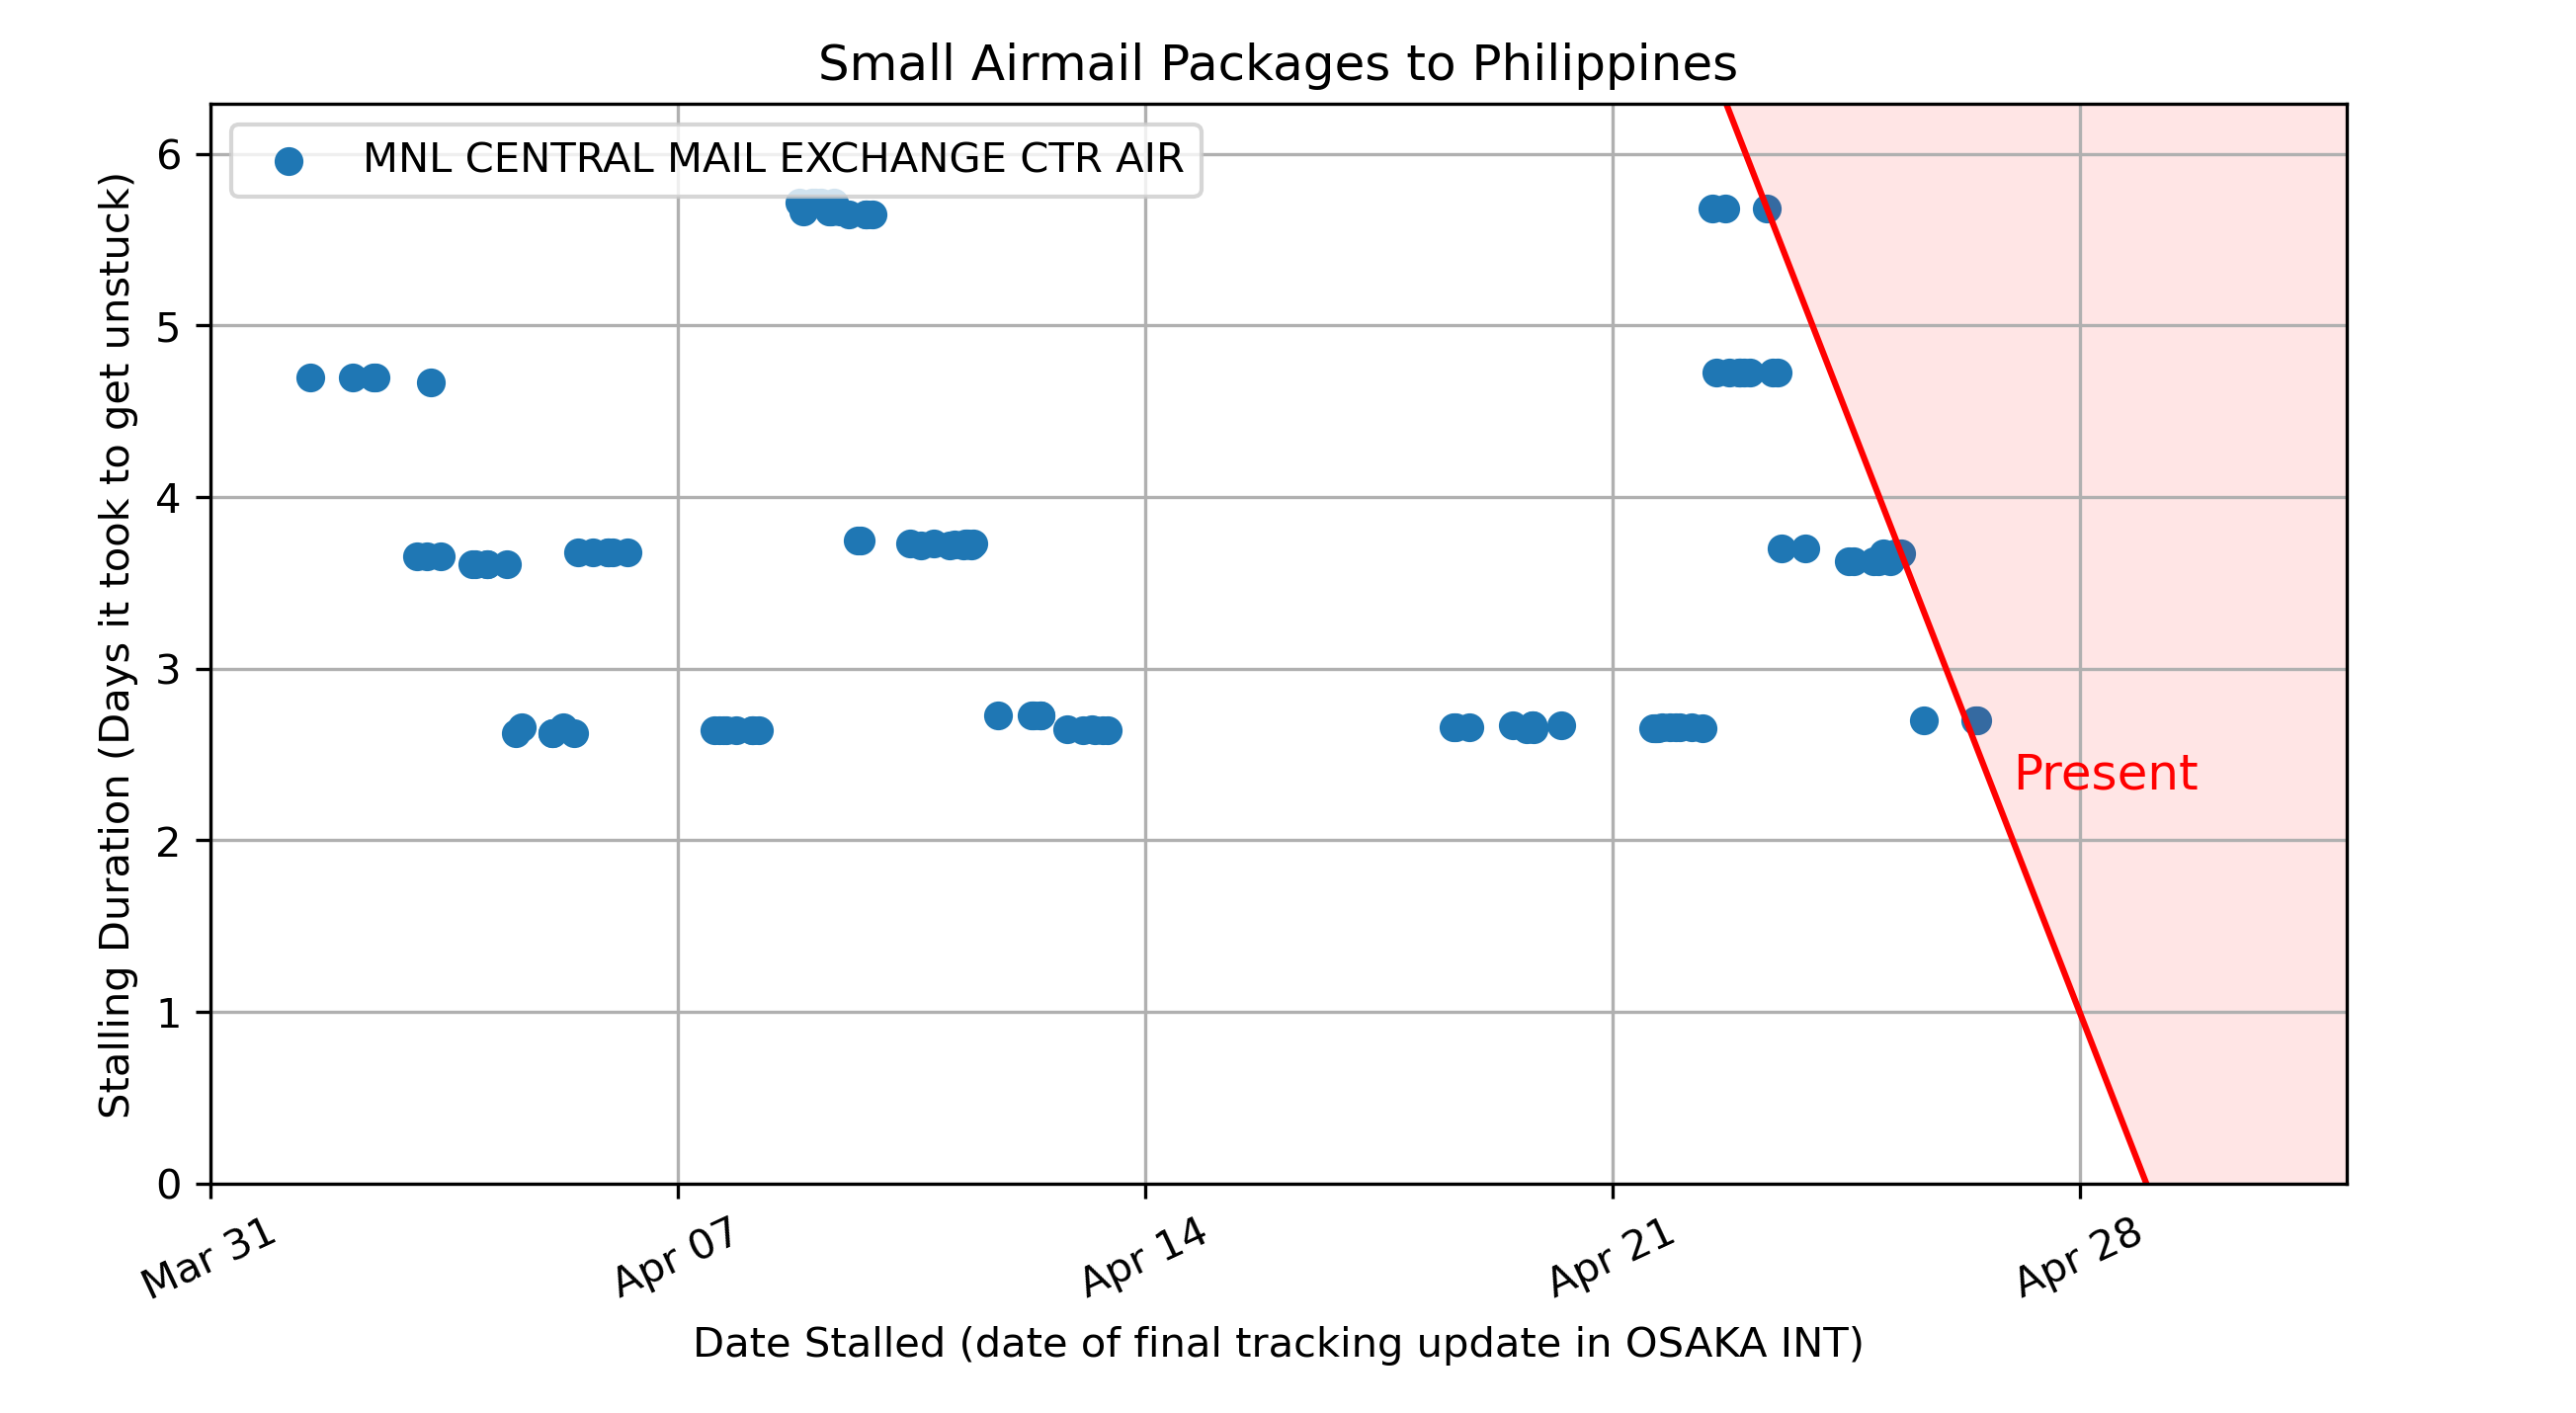 Small Airmail Packages to Philippines
MNL CENTRAL MAIL EXCHANGE CTR AIR
Stalling Duration (Days it took to get unstuck)
6
5
4
3
2
1
0
Present
Mar 31
Apr 07
Apr 14
Apr 21
Apr 28
Date Stalled (date of final tracking update in OSAKA INT)